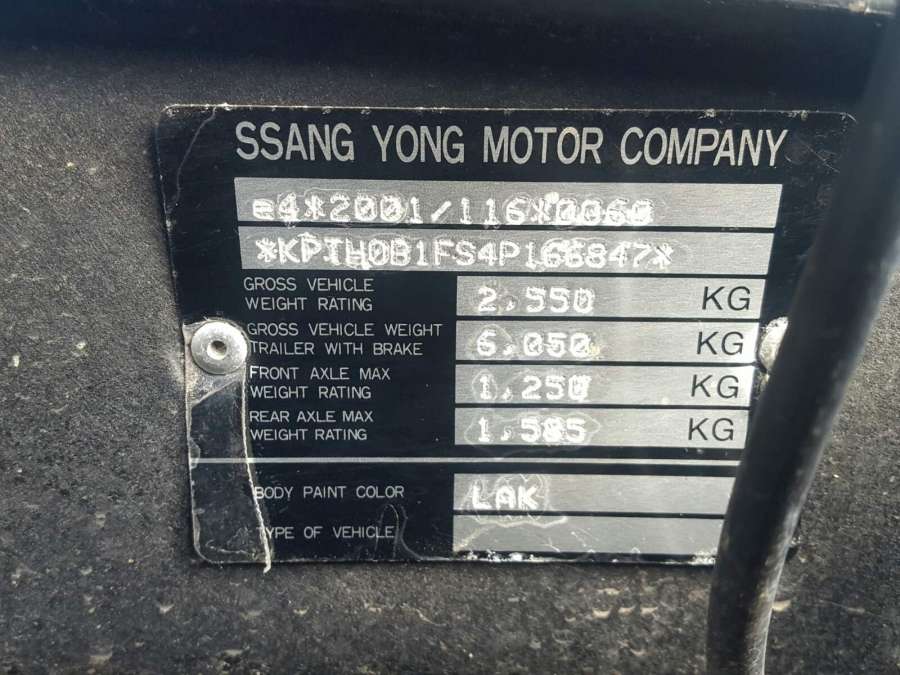 SSANG YONG MOTOR COMPANY
e4*2001/116*0060
*KPTH0B1FS4P166847*
GROSS VEHICLE
WEIGHT RATING 2,550 KG
GROSS VEHICLE WEIGHT
TRAILER WITH BRAKE 6,050 KG
FRONT AXLE MAX
WEIGHT RATING 1,250 KG
REAR AXLE MAX
WEIGHT RATING 1,585 KG
BODY PAINT COLOR LAK
TYPE OF VEHICLE